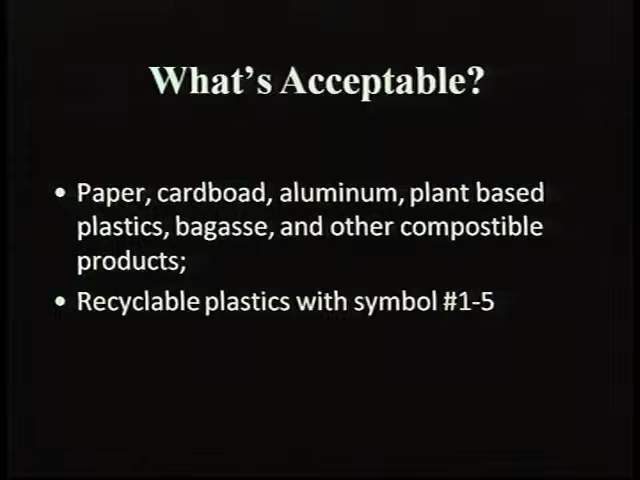 What's Acceptable?
• Paper, cardboad, aluminum, plant based
plastics, bagasse, and other compostible
products;
• Recyclable plastics with symbol #1-5